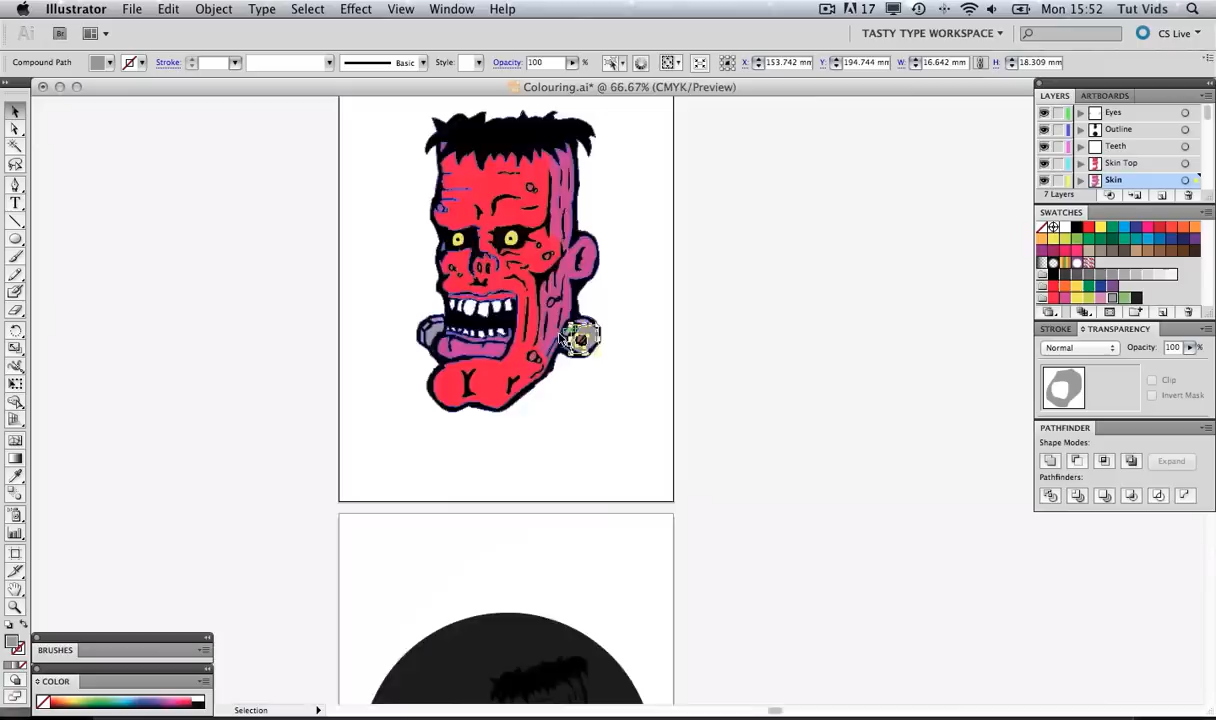 Illustrator File Edit Object Type Select Effect View Window Help 17 Mon 15:52 Tut Vids
Ai Br TASTY TYPE WORKSPACE CS Live
Compound Path Stroke: Basic Style: Opacity: 100 % X: 153.742 mm Y: 194.744 mm W: 16.642 mm H: 18.309 mm
Colouring.ai* @ 66.67% (CMYK/Preview)
LAYERS ARTBOARDS
Eyes
Outline
Teeth
Skin Top
Skin
7 Layers
SWATCHES
STROKE TRANSPARENCY
Normal Opacity: 100 %
Clip
Invert Mask
PATHFINDER
Shape Modes:
Expand
Pathfinders:
BRUSHES
COLOR
Selection